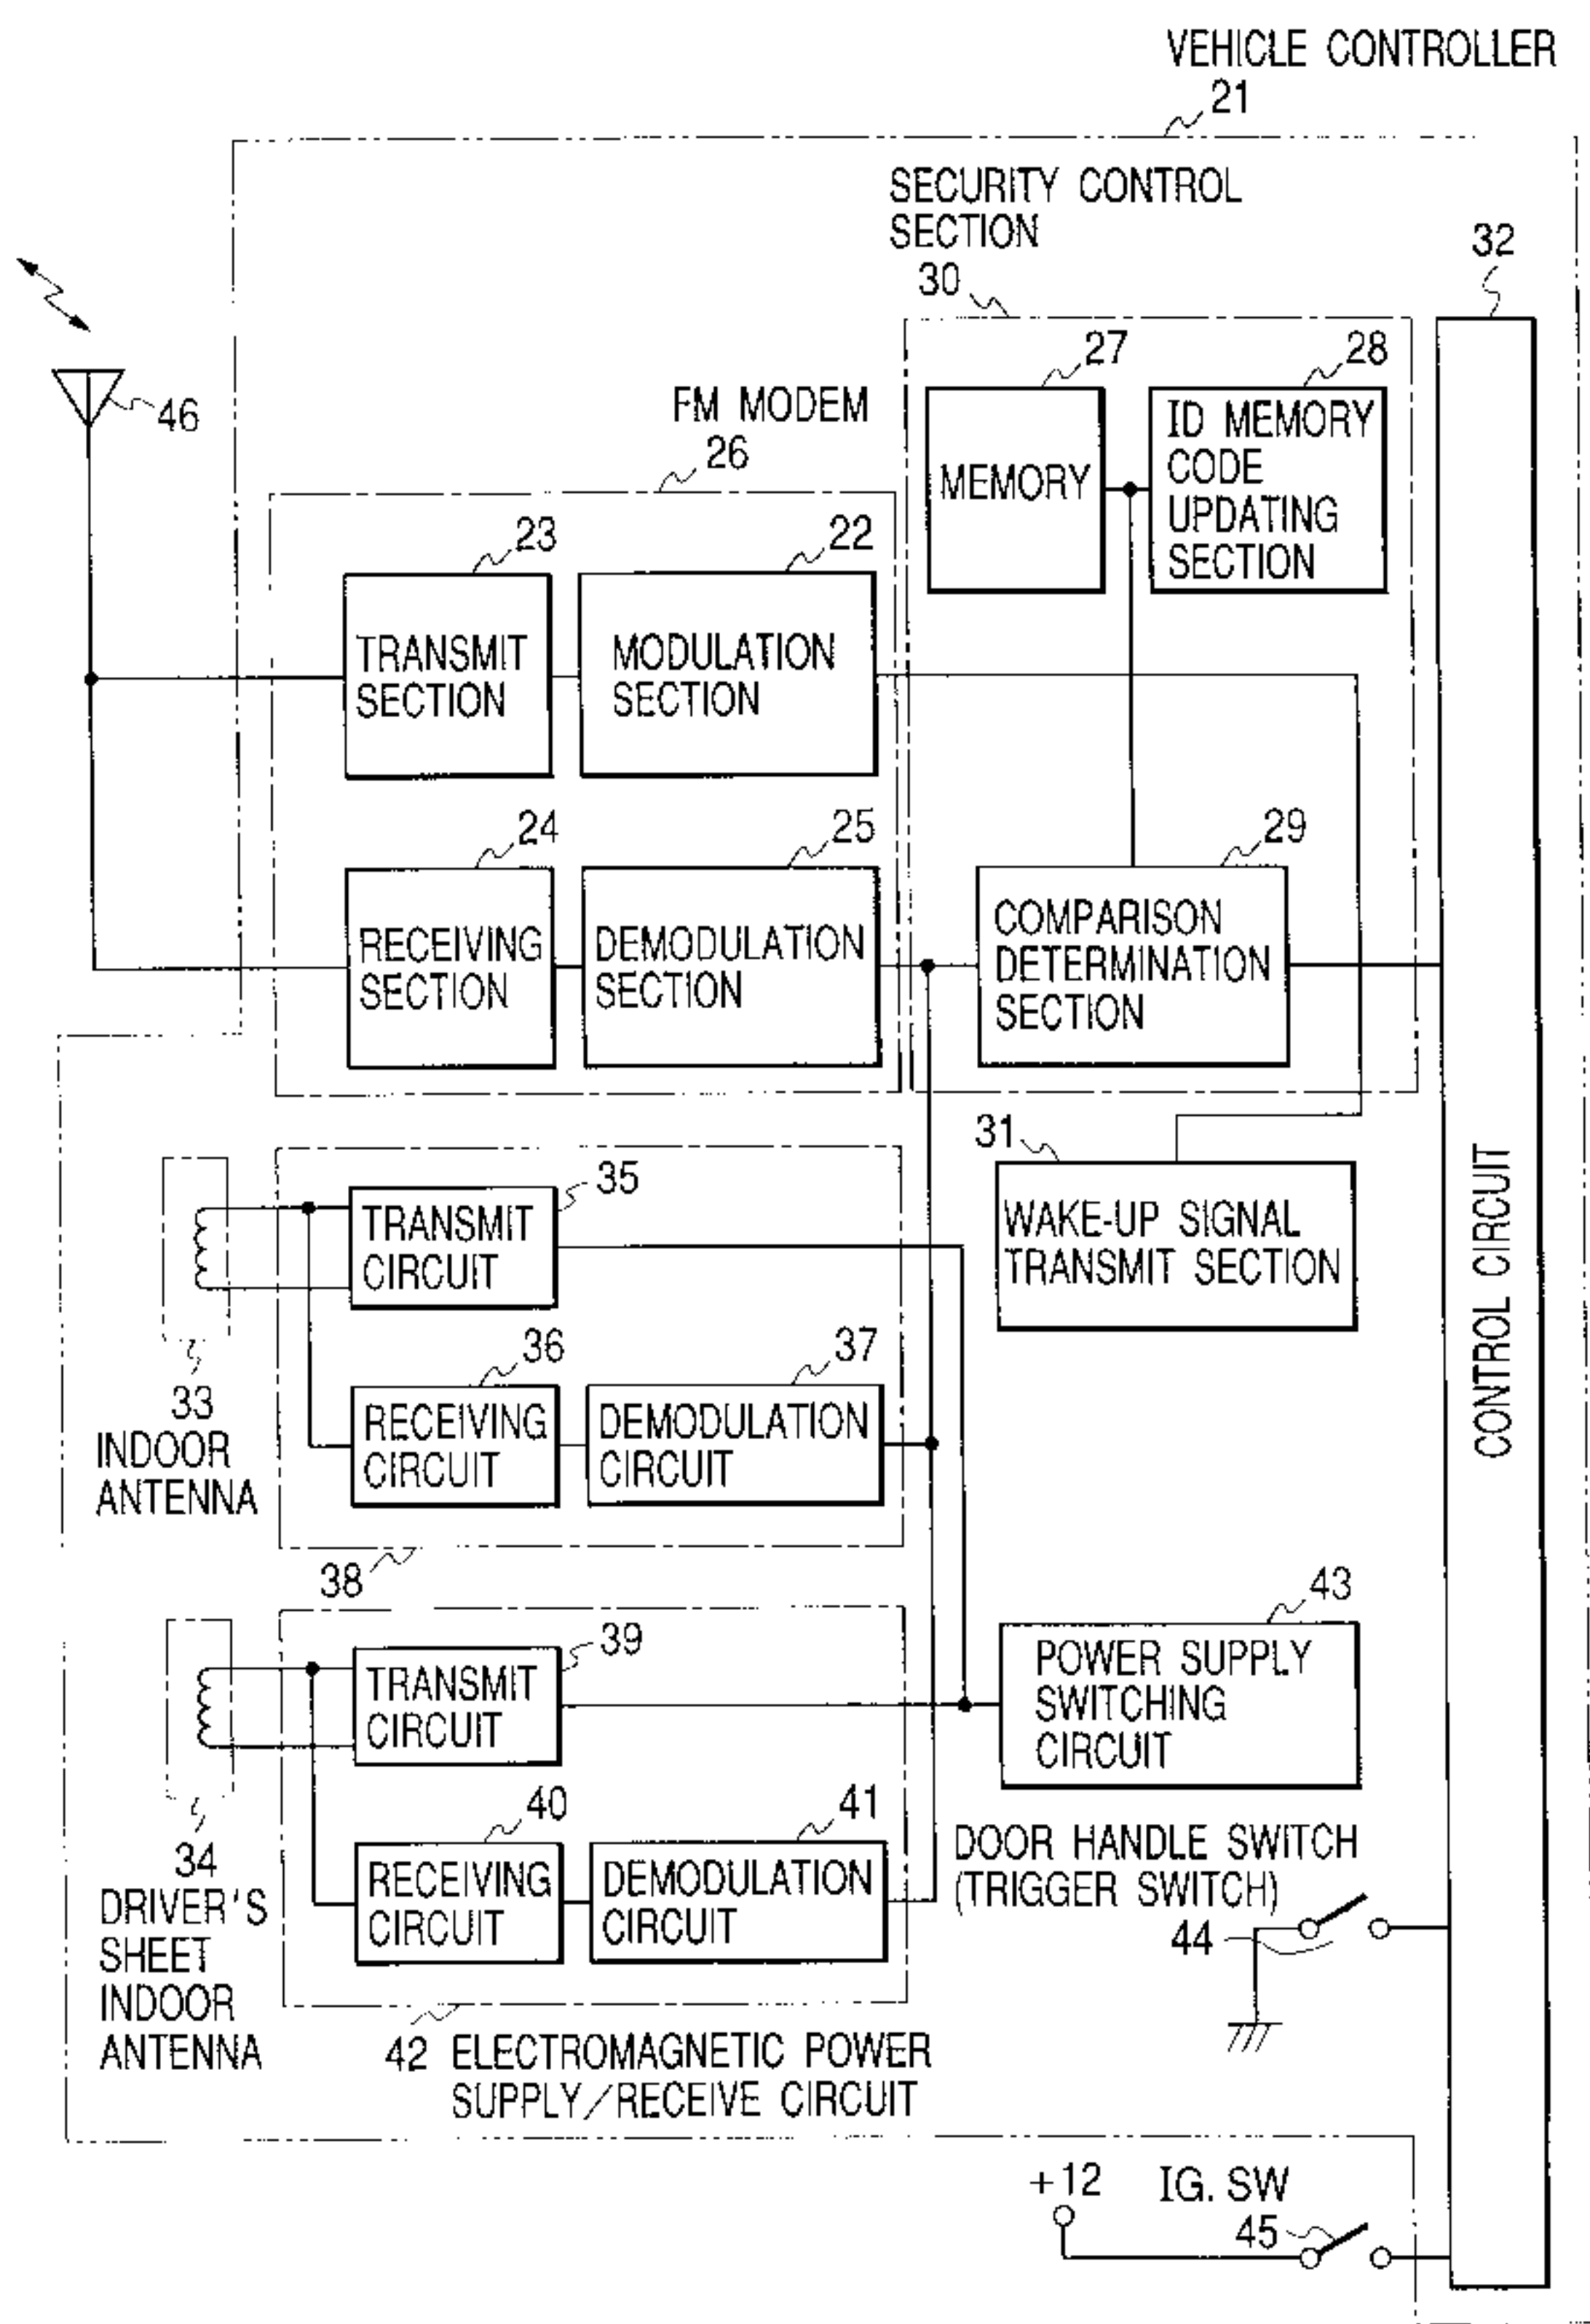 VEHICLE CONTROLLER
21
SECURITY CONTROL
SECTION
30
32
27
28
46
FM MODEM
26
MEMORY
ID MEMORY
CODE
UPDATING
SECTION
23
22
TRANSMIT
SECTION
MODULATION
SECTION
24
25
29
RECEIVING
SECTION
DEMODULATION
SECTION
COMPARISON
DETERMINATION
SECTION
31
WAKE-UP SIGNAL
TRANSMIT SECTION
CONTROL CIRCUIT
35
TRANSMIT
CIRCUIT
36
37
33
INDOOR
ANTENNA
RECEIVING
CIRCUIT
DEMODULATION
CIRCUIT
38
39
43
TRANSMIT
CIRCUIT
POWER SUPPLY
SWITCHING
CIRCUIT
40
41
34
DRIVER'S
SHEET
INDOOR
ANTENNA
RECEIVING
CIRCUIT
DEMODULATION
CIRCUIT
DOOR HANDLE SWITCH
(TRIGGER SWITCH)
44
42 ELECTROMAGNETIC POWER
SUPPLY/RECEIVE CIRCUIT
+12
IG. SW
45